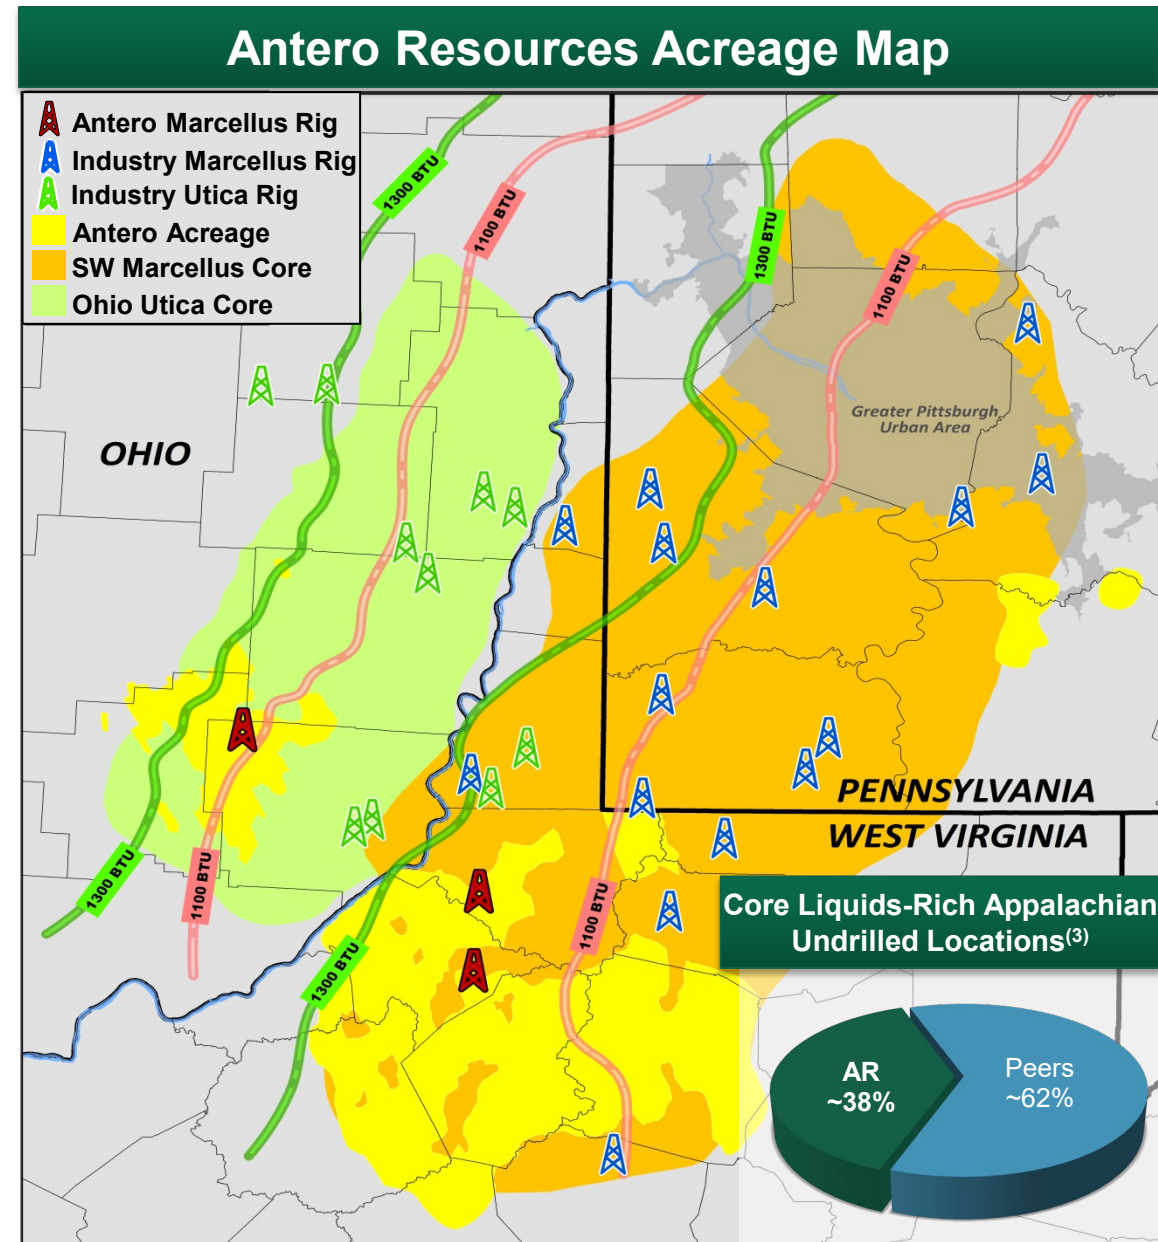 Antero Resources Acreage Map
Antero Marcellus Rig
Industry Marcellus Rig
Industry Utica Rig
Antero Acreage
SW Marcellus Core
Ohio Utica Core
1300 BTU
1100 BTU
1300 BTU
1100 BTU
Greater Pittsburgh
Urban Area
OHIO
PENNSYLVANIA
WEST VIRGINIA
1300 BTU
1100 BTU
1300 BTU
1100 BTU
Core Liquids-Rich Appalachian
Undrilled Locations(3)
AR
~38%
Peers
~62%